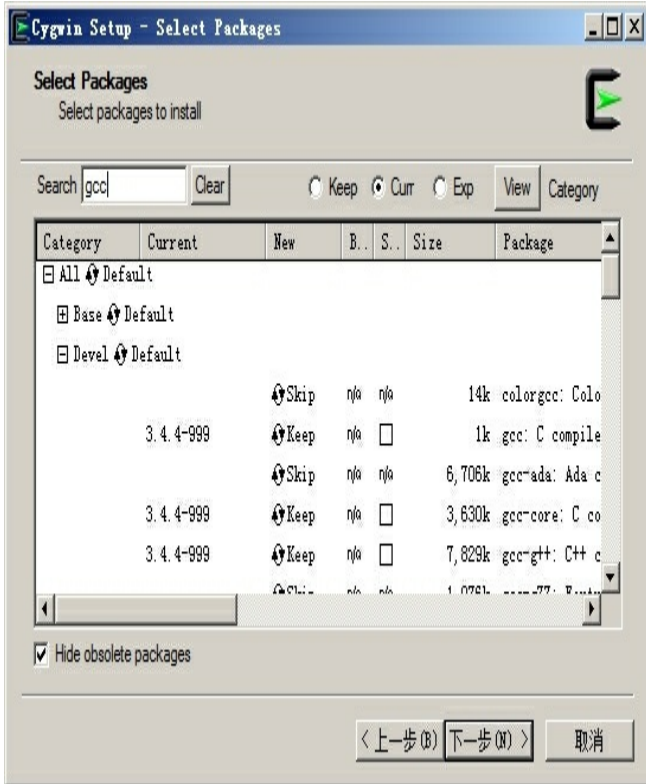 Cygwin Setup - Select Packages
Select Packages
Select packages to install
Search gcc Clear Keep Curr Exp View Category
Category Current New B.. S.. Size Package
All Default
Base Default
Devel Default
Skip n/a n/a 14k colorgcc: Colo
3.4.4-999 Keep n/a 1k gcc: C compile
Skip n/a n/a 6,706k gcc-ada: Ada c
3.4.4-999 Keep n/a 3,630k gcc-core: C co
3.4.4-999 Keep n/a 7,829k gcc-g++: C++ c
Hide obsolete packages
< 上一步(B) 下一步(N) > 取消